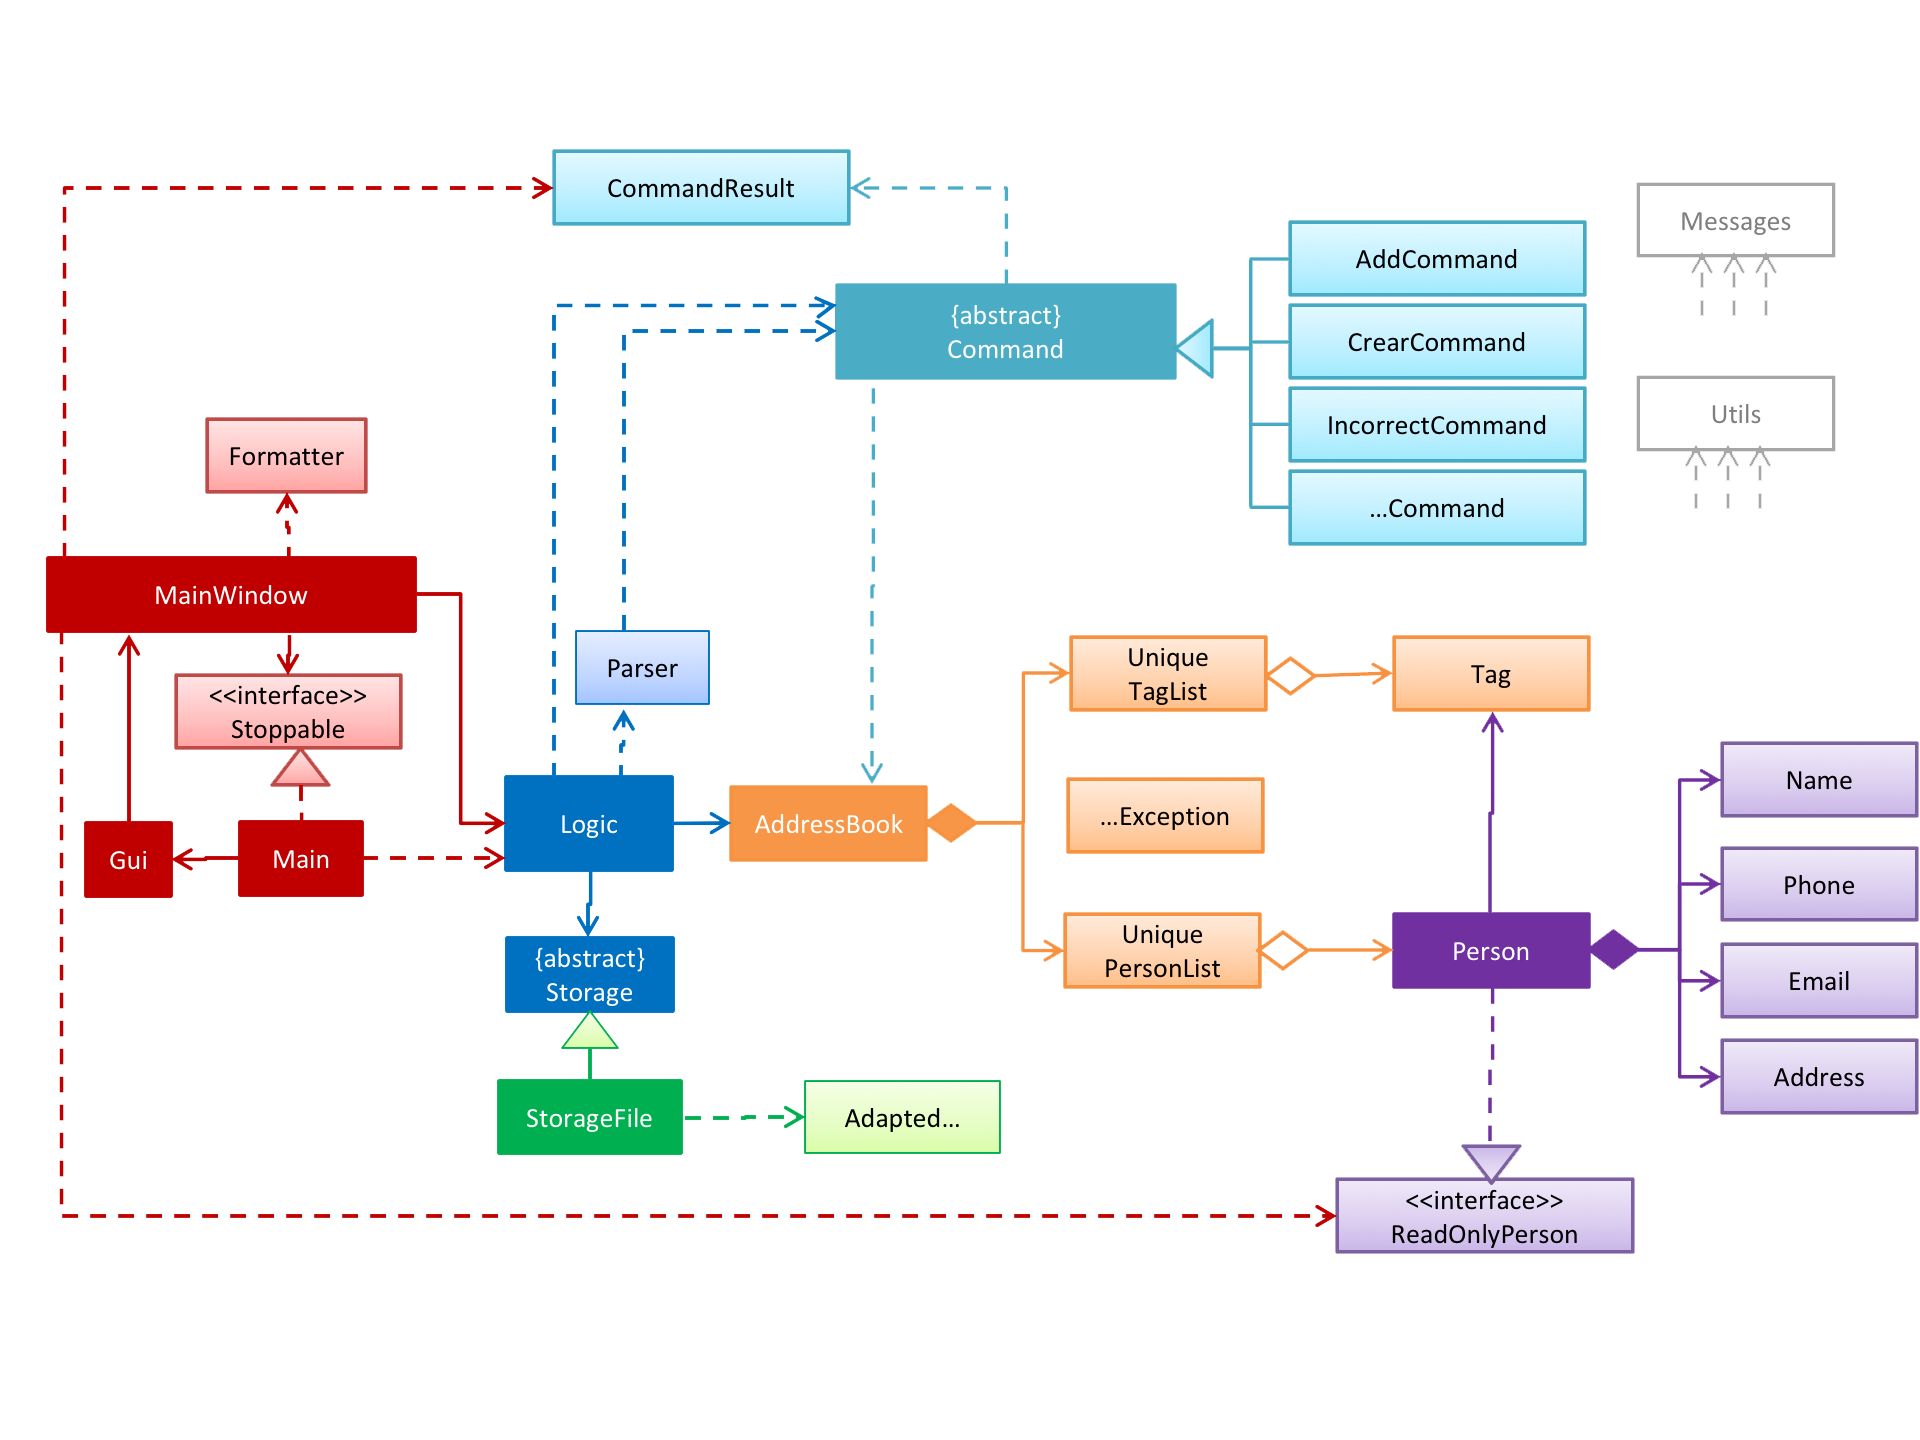 CommandResult
Messages
AddCommand
{abstract}
Command
CrearCommand
Utils
IncorrectCommand
Formatter
...Command
MainWindow
Parser
Unique
TagList
Tag
<<interface>>
Stoppable
Name
Logic
AddressBook
...Exception
Gui
Main
Phone
Unique
PersonList
Person
{abstract}
Storage
Email
Address
StorageFile
Adapted...
<<interface>>
ReadOnlyPerson